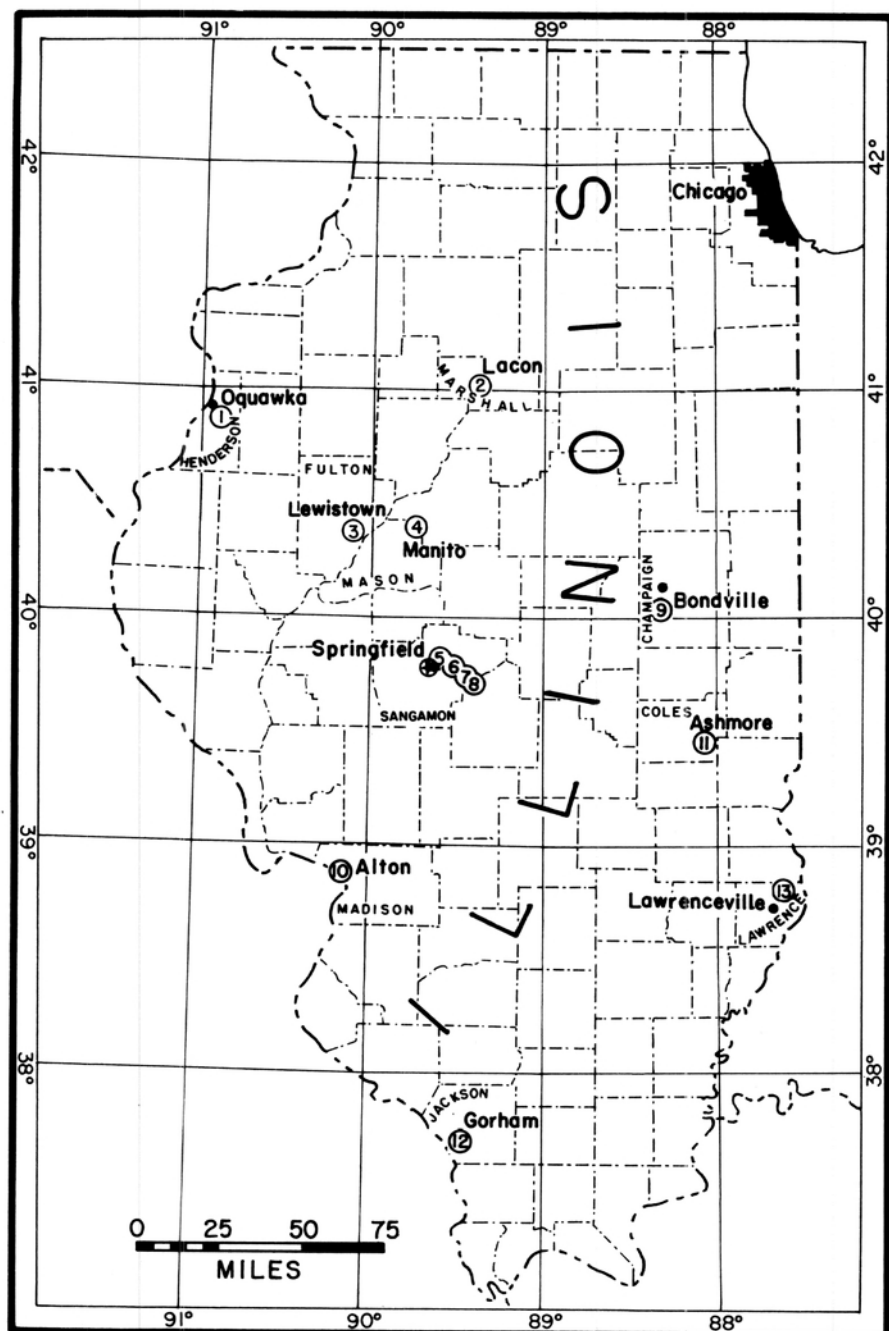 91° 90° 89° 88°
42° 42°
Chicago
ILLINOIS
Lacon
2
MARSHALL
41° 41°
Oquawka
1
HENDERSON
FULTON
Lewistown
3
4
Manito
MASON
CHAMPAIGN
40° 40°
9 Bondville
Springfield
5 6 7 8
SANGAMON
COLES
Ashmore
11
39° 39°
10 Alton
MADISON
13
Lawrenceville
LAWRENCE
38° 38°
JACKSON
Gorham
12
0 25 50 75
MILES
91° 90° 89° 88°